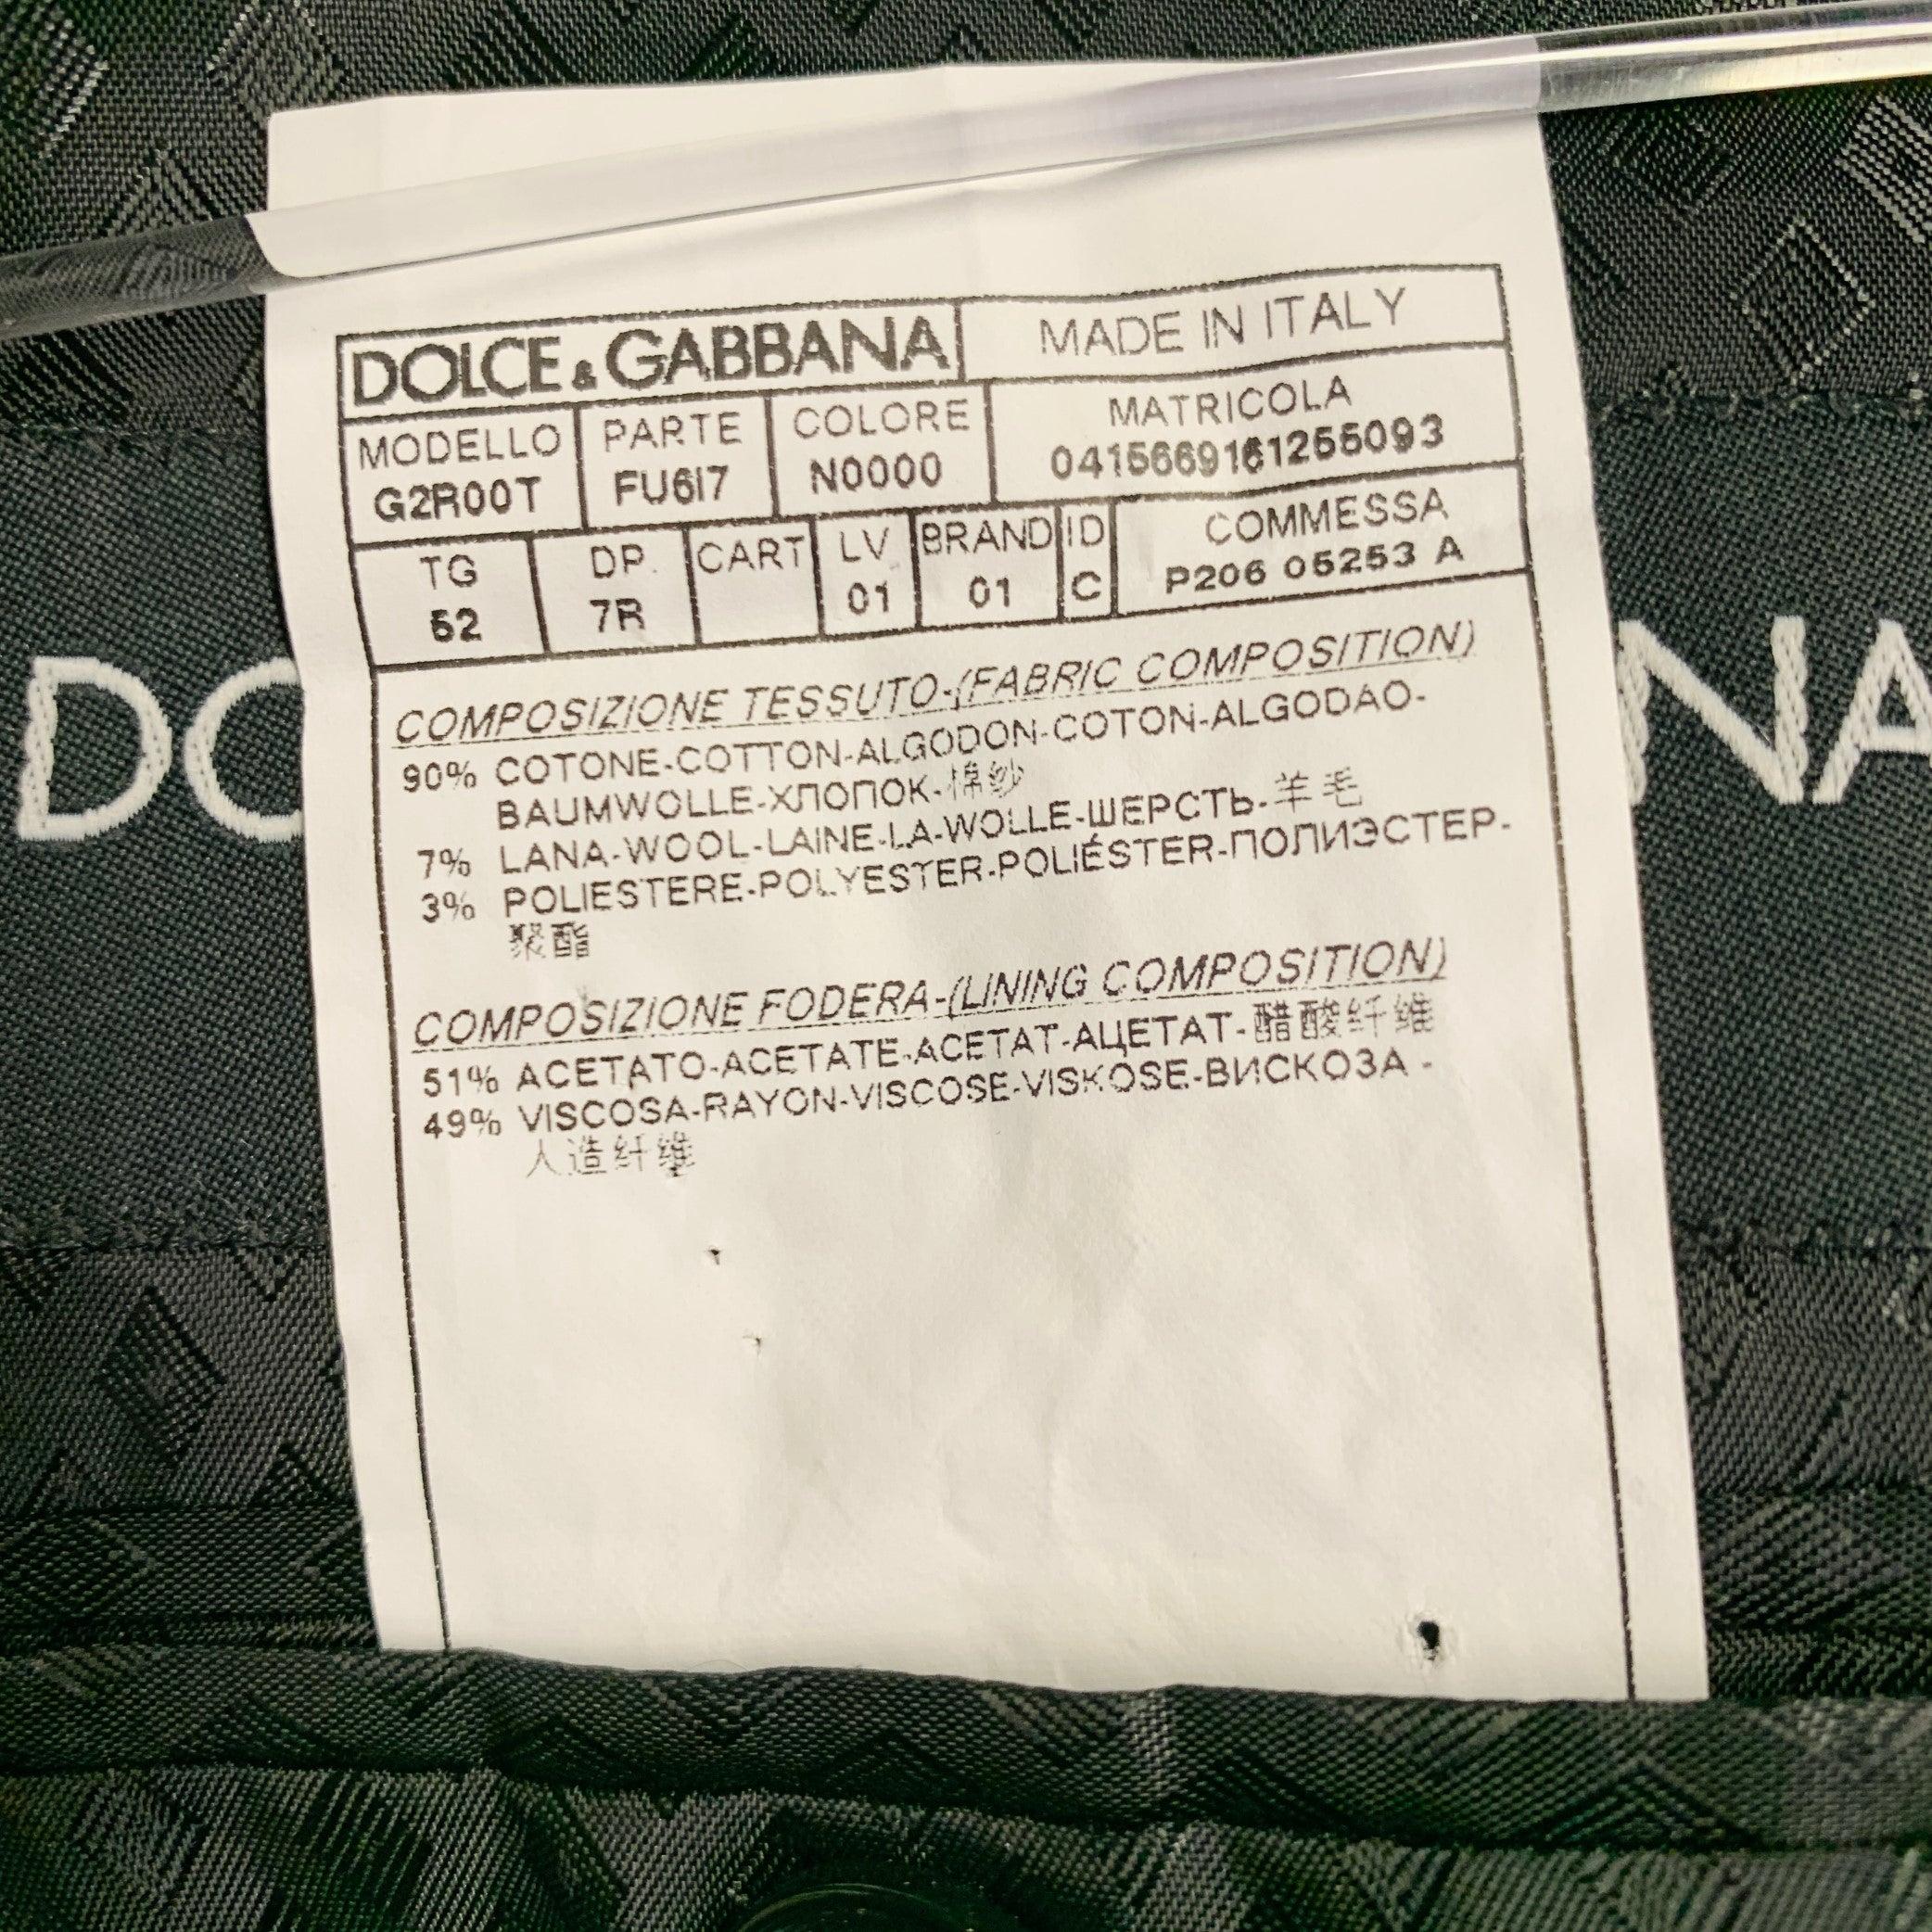 DOLCE & GABBANA MADE IN ITALY
MODELLO PARTE COLORE MATRICOLA
G2R00T FU6I7 N0000 0415669161255093
TG DP. CART LV BRAND ID COMMESSA
52 7R 01 01 C P206 05253 A
COMPOSIZIONE TESSUTO-(FABRIC COMPOSITION)
90% COTONE-COTTON-ALGODON-COTON-ALGODAO-
BAUMWOLLE-ХЛОПОК-棉纱
7% LANA-WOOL-LAINE-LA-WOLLE-ШЕРСТЬ-羊毛
3% POLIESTERE-POLYESTER-POLIÉSTER-ПОЛИЭСТЕР-
聚酯
COMPOSIZIONE FODERA-(LINING COMPOSITION)
51% ACETATO-ACETATE-ACETAT-АЦЕТАТ-醋酸纤维
49% VISCOSA-RAYON-VISCOSE-VISKOSE-ВИСКОЗА -
人造纤维
DO NA